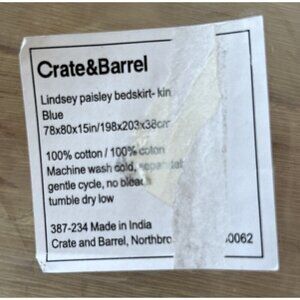 Crate&Barrel
Lindsey paisley bedskirt- kin
Blue
78x80x15in/198x203x38cm
100% cotton / 100% coton
Machine wash cold,
gentle cycle, no bleach
tumble dry low
387-234 Made in India
Crate and Barrel, Northbro 0062